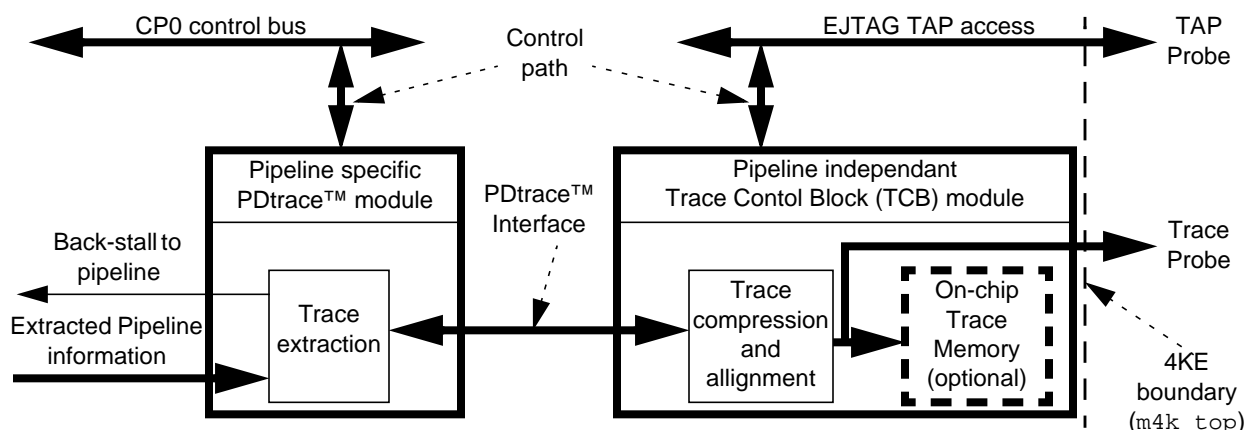 CP0 control bus
Control
path
EJTAG TAP access
TAP
Probe
Pipeline specific
PDtrace™ module
PDtrace™
Interface
Pipeline independant
Trace Contol Block (TCB) module
Back-stall to
pipeline
Extracted Pipeline
information
Trace
extraction
Trace
compression
and
allignment
On-chip
Trace
Memory
(optional)
Trace
Probe
4KE
boundary
(m4k_top)